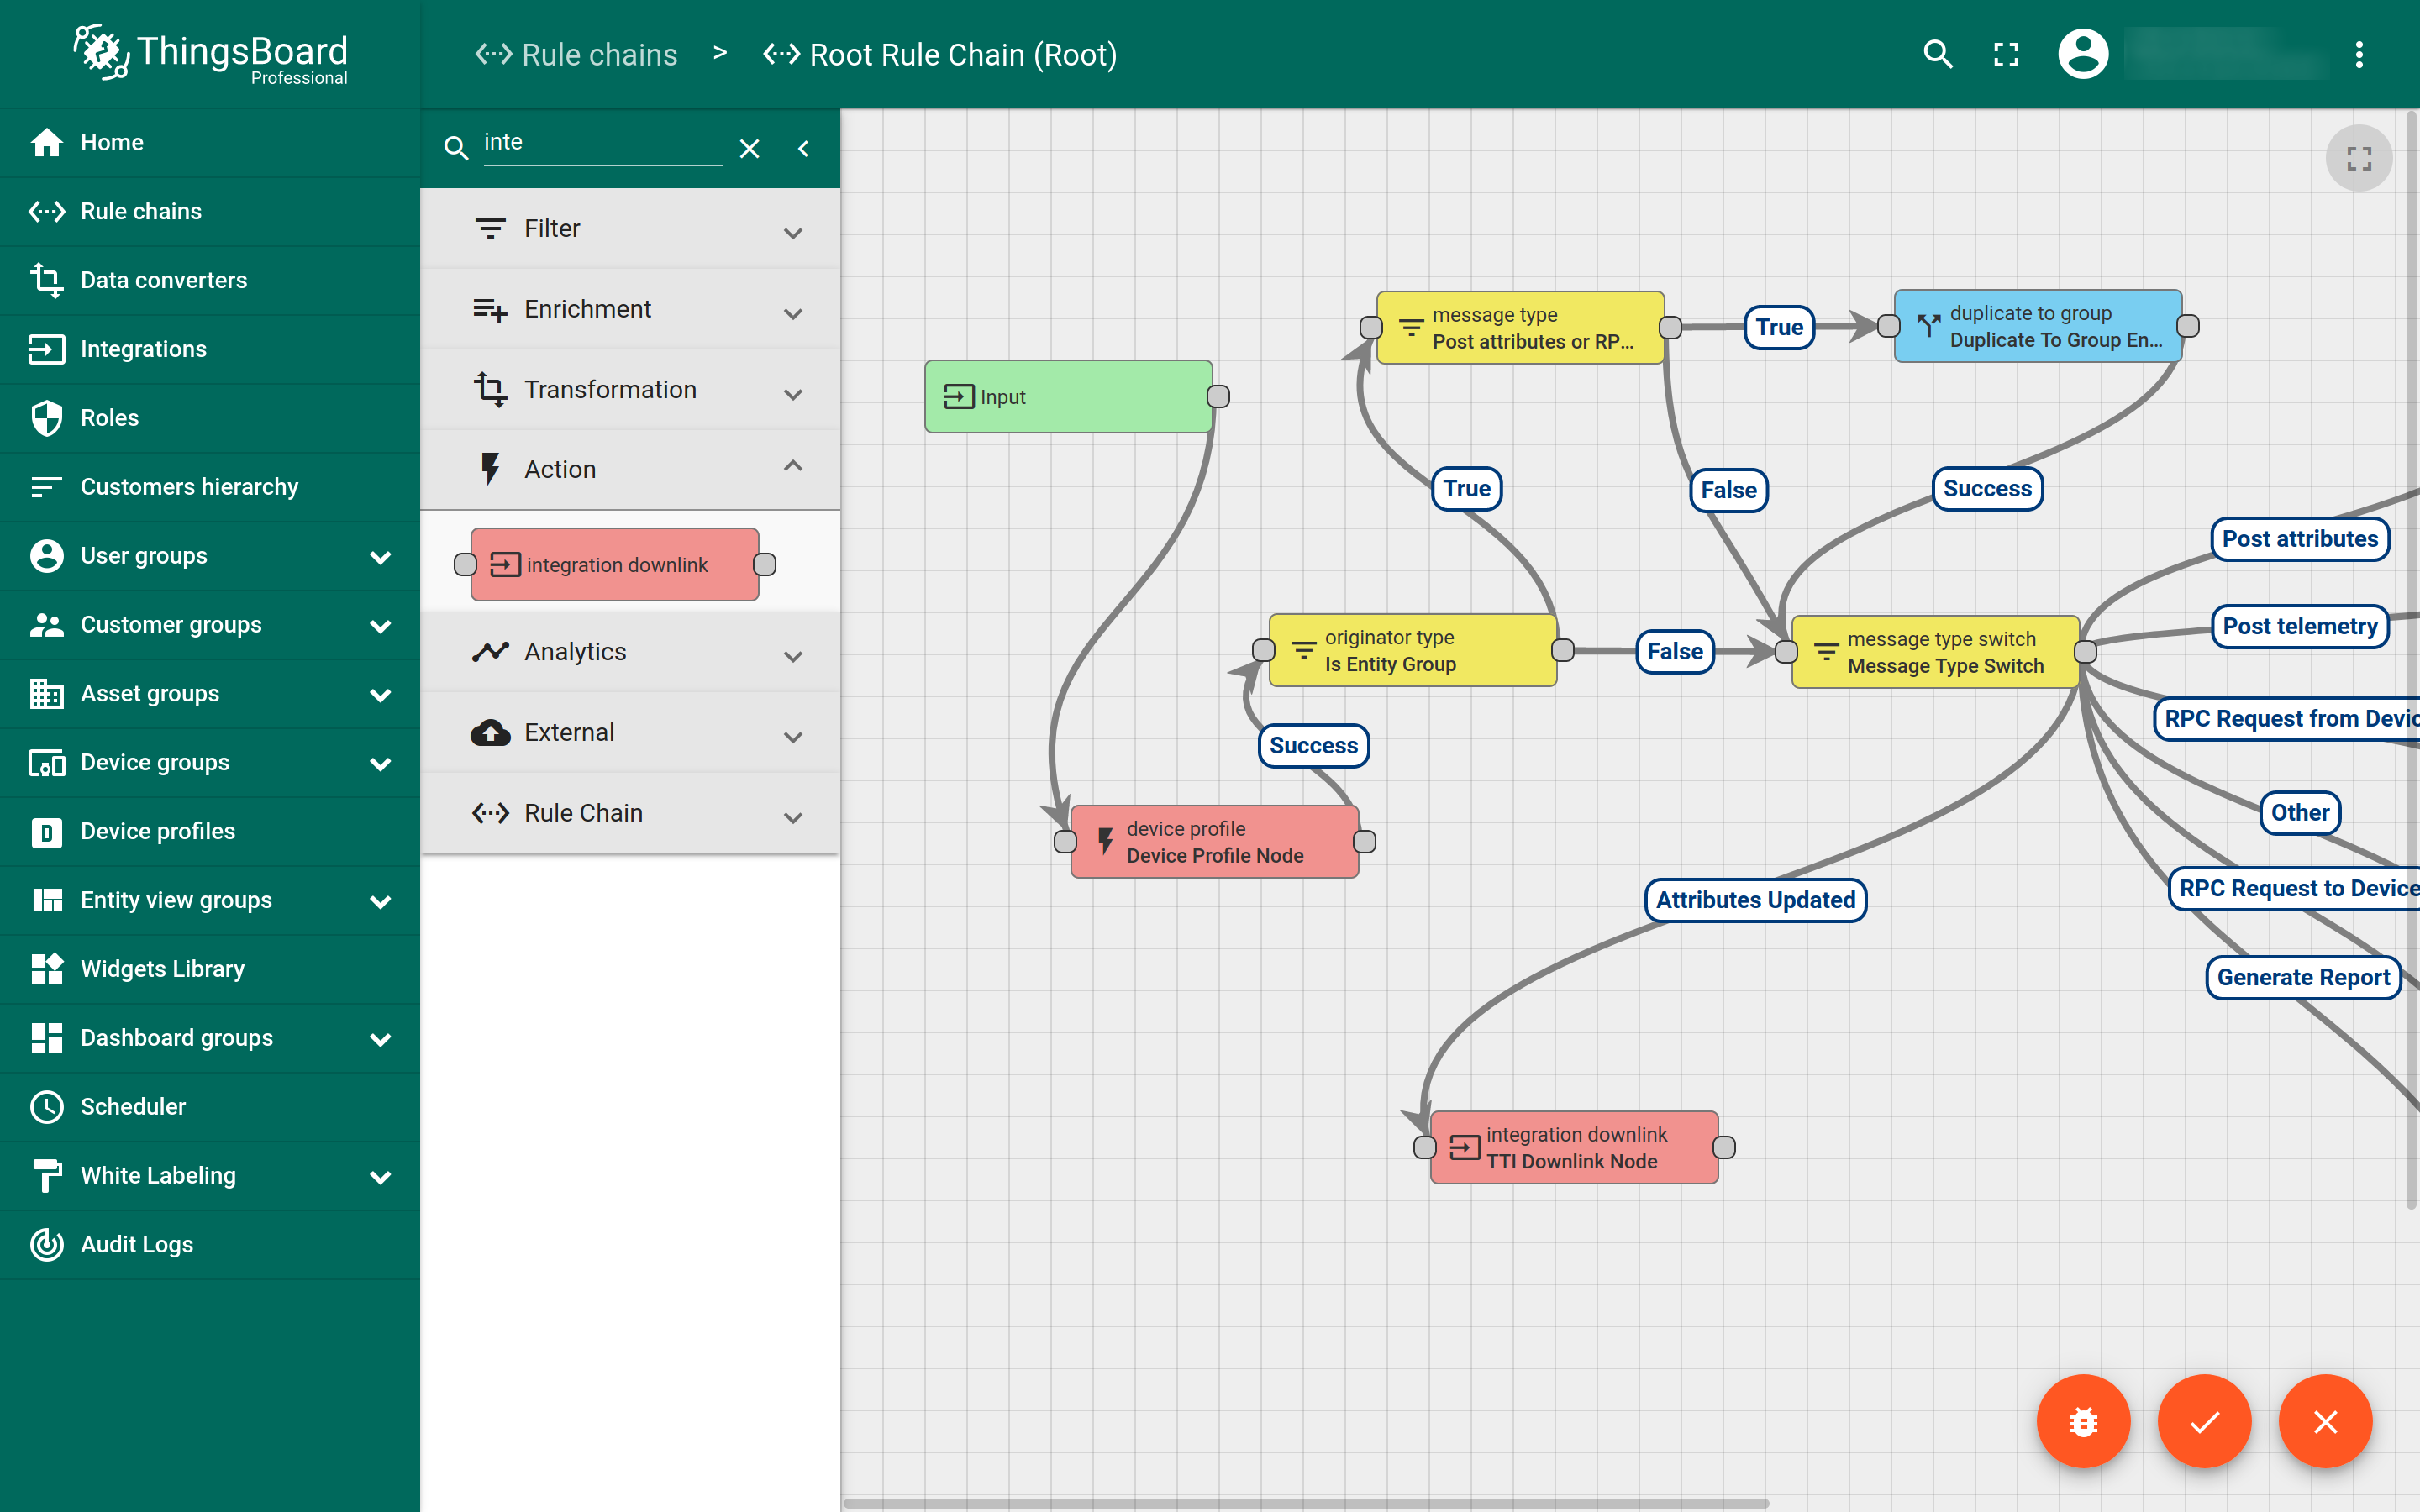 ThingsBoard
Professional
Rule chains > Root Rule Chain (Root)
Home
Rule chains
Data converters
Integrations
Roles
Customers hierarchy
User groups
Customer groups
Asset groups
Device groups
Device profiles
Entity view groups
Widgets Library
Dashboard groups
Scheduler
White Labeling
Audit Logs
inte
Filter
Enrichment
Transformation
Action
integration downlink
Analytics
External
Rule Chain
Input
message type
Post attributes or RP...
True
duplicate to group
Duplicate To Group En...
True
False
Success
Post attributes
originator type
Is Entity Group
False
message type switch
Message Type Switch
Post telemetry
RPC Request from Devic
Success
Other
device profile
Device Profile Node
RPC Request to Device
Attributes Updated
Generate Report
integration downlink
TTI Downlink Node